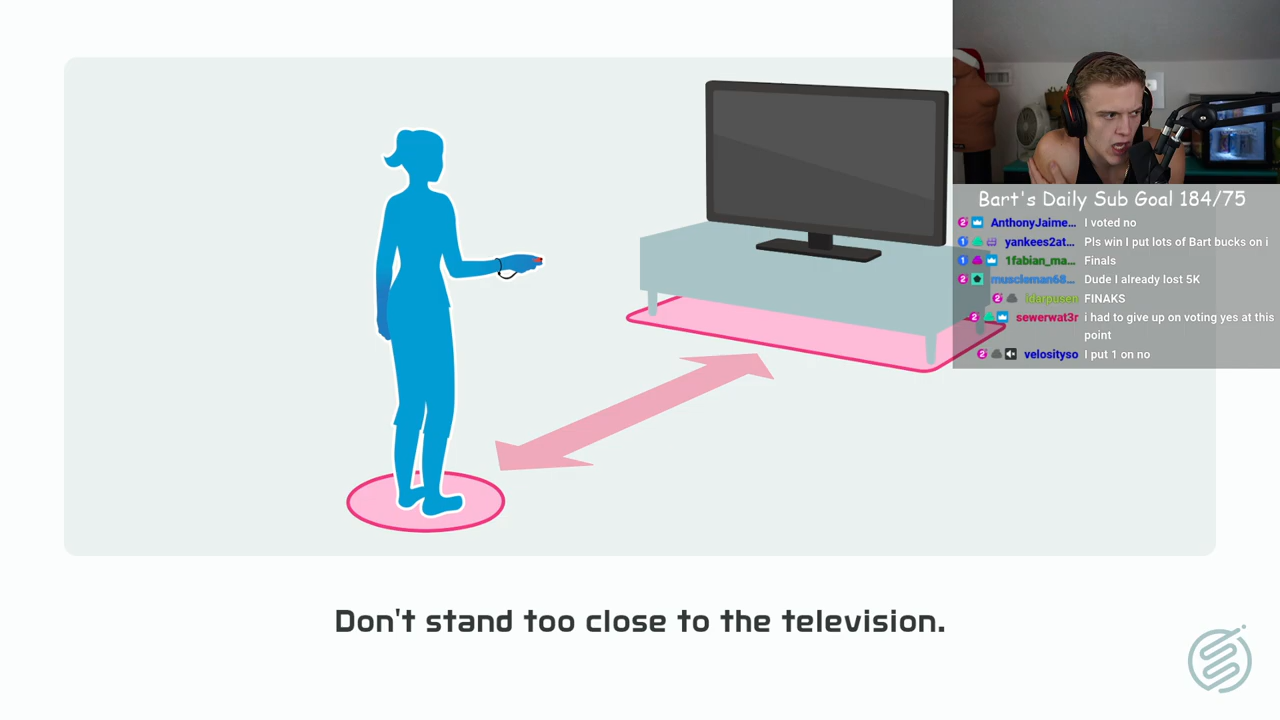 Bart's Daily Sub Goal 184/75
AnthonyJaime... I voted no
yankees2at... Pls win I put lots of Bart bucks on i
1fabian_ma... Finals
muscleman68... Dude I already lost 5K
idarpusen FINAKS
sewerwat3r i had to give up on voting yes at this
point
velosityso I put 1 on no
Don't stand too close to the television.